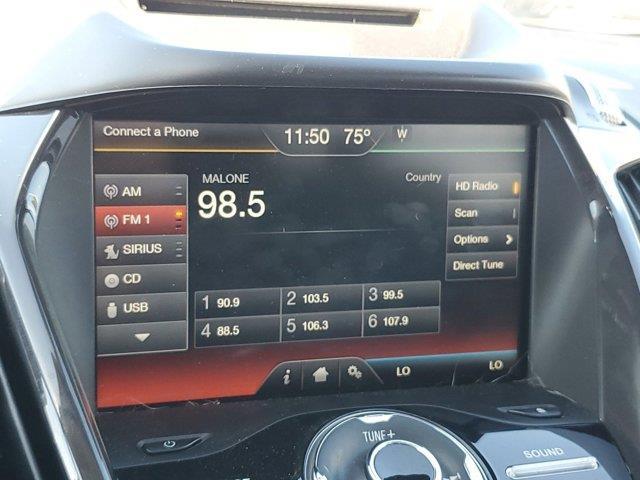 Connect a Phone 11:50 75° W
MALONE Country
98.5
AM
FM 1
SIRIUS
CD
USB
HD Radio
Scan
Options
Direct Tune
1 90.9 2 103.5 3 99.5
4 88.5 5 106.3 6 107.9
i LO LO
TUNE+
SOUND